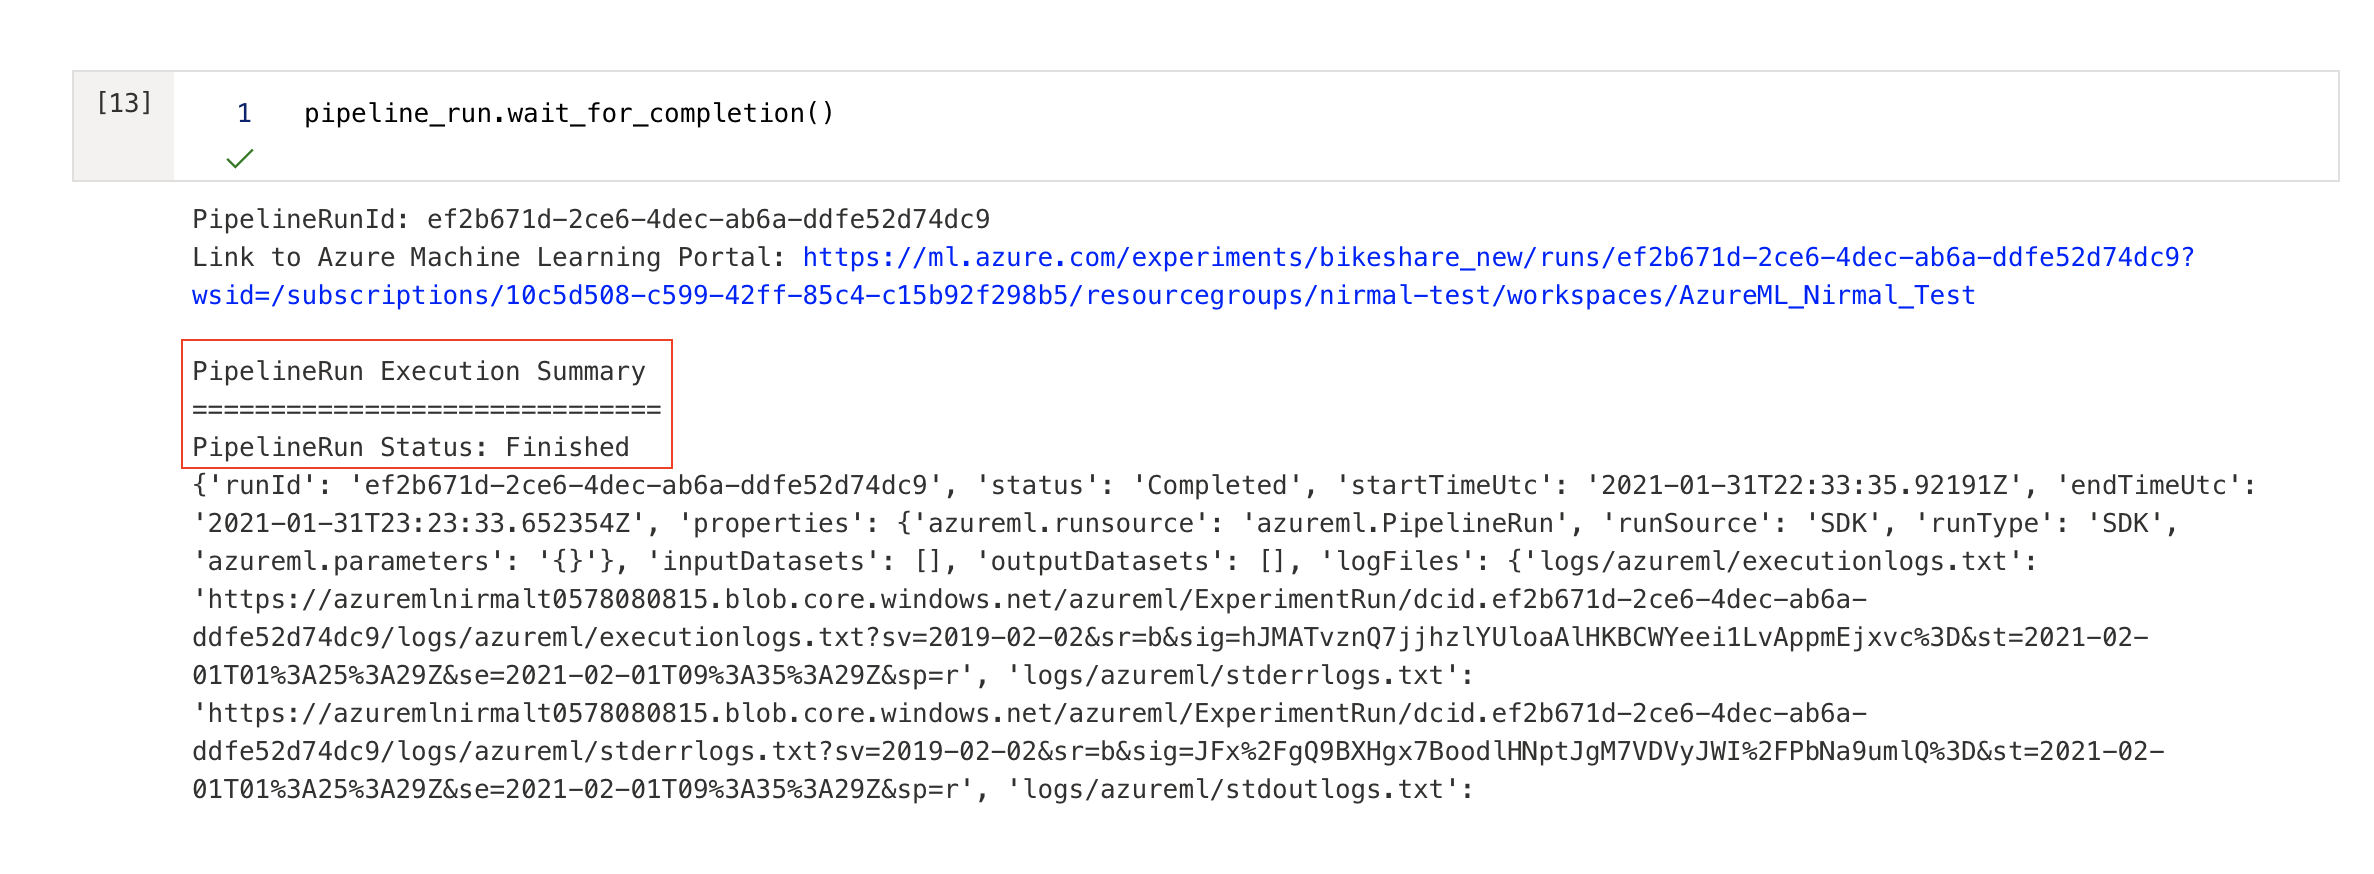 [13]
1 pipeline_run.wait_for_completion()
PipelineRunId: ef2b671d-2ce6-4dec-ab6a-ddfe52d74dc9
Link to Azure Machine Learning Portal: https://ml.azure.com/experiments/bikeshare_new/runs/ef2b671d-2ce6-4dec-ab6a-ddfe52d74dc9?
wsid=/subscriptions/10c5d508-c599-42ff-85c4-c15b92f298b5/resourcegroups/nirmal-test/workspaces/AzureML_Nirmal_Test
PipelineRun Execution Summary
==============================
PipelineRun Status: Finished
{'runId': 'ef2b671d-2ce6-4dec-ab6a-ddfe52d74dc9', 'status': 'Completed', 'startTimeUtc': '2021-01-31T22:33:35.92191Z', 'endTimeUtc':
'2021-01-31T23:23:33.652354Z', 'properties': {'azureml.runsource': 'azureml.PipelineRun', 'runSource': 'SDK', 'runType': 'SDK',
'azureml.parameters': '{}'}, 'inputDatasets': [], 'outputDatasets': [], 'logFiles': {'logs/azureml/executionlogs.txt':
'https://azuremlnirmalt0578080815.blob.core.windows.net/azureml/ExperimentRun/dcid.ef2b671d-2ce6-4dec-ab6a-
ddfe52d74dc9/logs/azureml/executionlogs.txt?sv=2019-02-02&sr=b&sig=hJMATvznQ7jjhzlYUloaAlHKBCWYeei1LvAppmEjxvc%3D&st=2021-02-
01T01%3A25%3A29Z&se=2021-02-01T09%3A35%3A29Z&sp=r', 'logs/azureml/stderrlogs.txt':
'https://azuremlnirmalt0578080815.blob.core.windows.net/azureml/ExperimentRun/dcid.ef2b671d-2ce6-4dec-ab6a-
ddfe52d74dc9/logs/azureml/stderrlogs.txt?sv=2019-02-02&sr=b&sig=JFx%2FgQ9BXHgx7BoodlHNptJgM7VDVyJWI%2FPbNa9umlQ%3D&st=2021-02-
01T01%3A25%3A29Z&se=2021-02-01T09%3A35%3A29Z&sp=r', 'logs/azureml/stdoutlogs.txt':